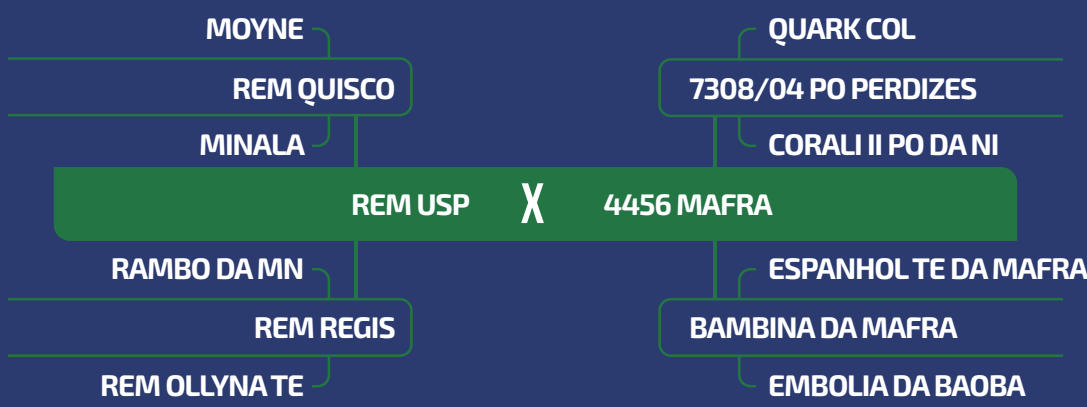 MOYNE
QUARK COL
REM QUISCO
7308/04 PO PERDIZES
MINALA
CORALI II PO DA NI
REM USP X 4456 MAFRA
RAMBO DA MN
ESPANHOL TE DA MAFRA
REM REGIS
BAMBINA DA MAFRA
REM OLLYNA TE
EMBOLIA DA BAOBA